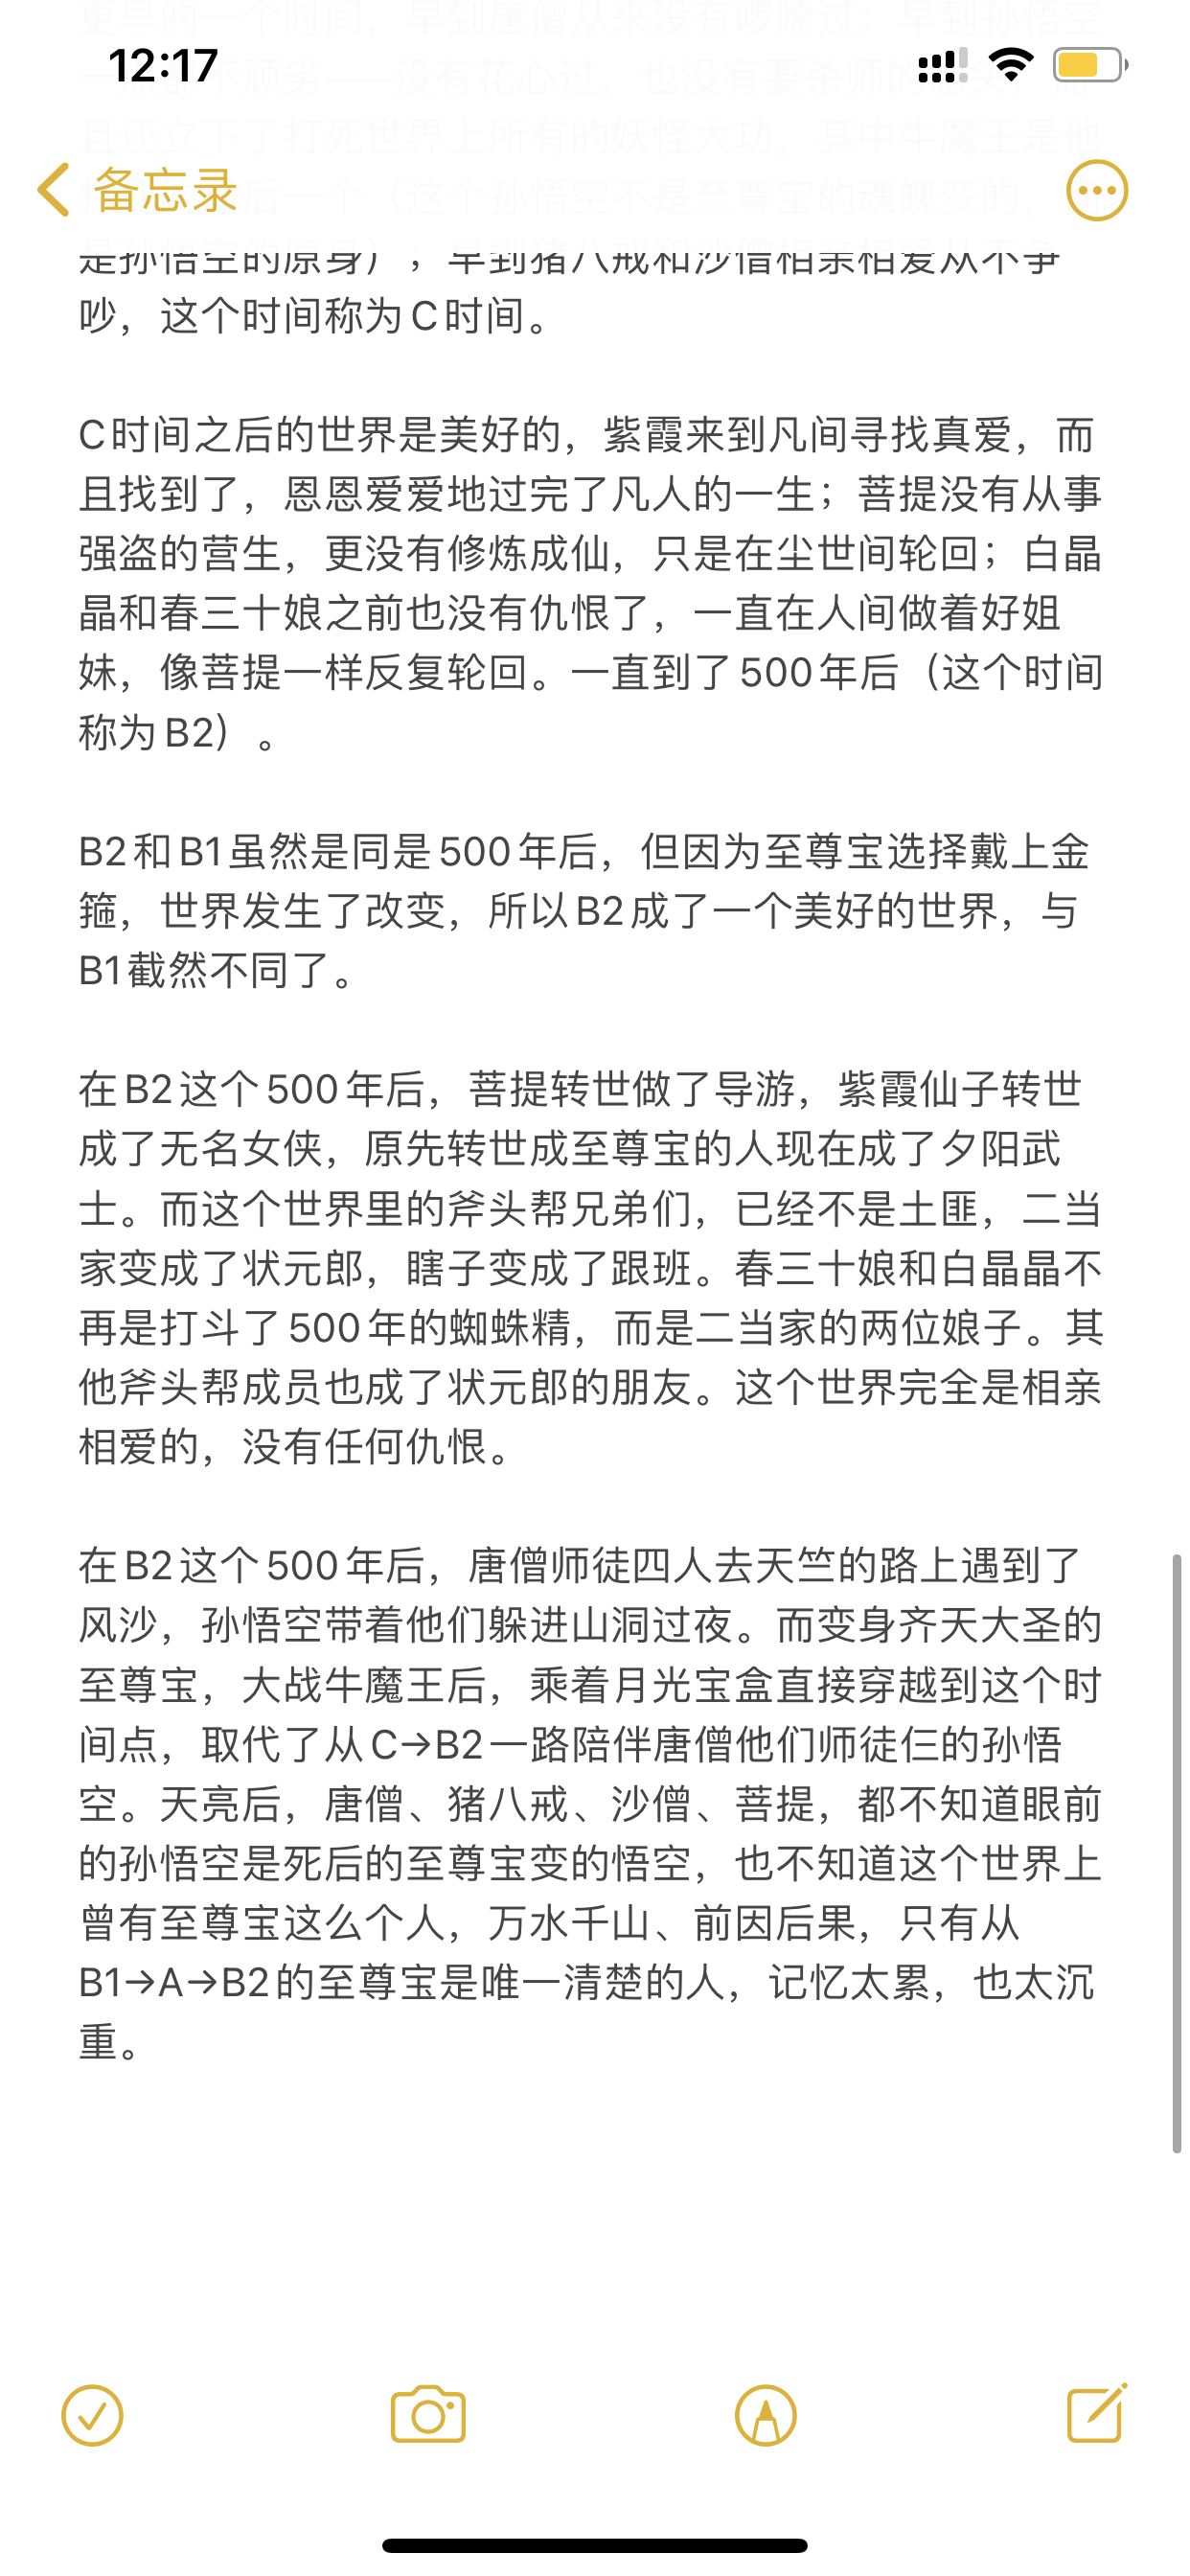 更早的一个时间，早到唐僧从来没有啰嗦过；早到孙悟空
12:17
不顽劣
没有花心过，也没有要杀师的
且还立下了打死世界上所有的妖怪大功，其中牛魔王是他
备忘录
后一个（这个孙悟空不是至尊宝的魂魄变的，
是孙悟空的原身）；早到猪八戒和沙僧相亲相爱从不争
吵，这个时间称为C时间。
C时间之后的世界是美好的，紫霞来到凡间寻找真爱，而
且找到了，恩恩爱爱地过完了凡人的一生；菩提没有从事
强盗的营生，更没有修炼成仙，只是在尘世间轮回；白晶
晶和春三十娘之前也没有仇恨了，一直在人间做着好姐
妹，像菩提一样反复轮回。一直到了500年后（这个时间
称为B2）。
B2和B1虽然是同是500年后，但因为至尊宝选择戴上金
箍，世界发生了改变，所以B2成了一个美好的世界，与
B1截然不同了。
在B2这个500年后，菩提转世做了导游，紫霞仙子转世
成了无名女侠，原先转世成至尊宝的人现在成了夕阳武
士。而这个世界里的斧头帮兄弟们，已经不是土匪，二当
家变成了状元郎，瞎子变成了跟班。春三十娘和白晶晶不
再是打斗了500年的蜘蛛精，而是二当家的两位娘子。其
他斧头帮成员也成了状元郎的朋友。这个世界完全是相亲
相爱的，没有任何仇恨。
在B2这个500年后，唐僧师徒四人去天竺的路上遇到了
风沙，孙悟空带着他们躲进山洞过夜。而变身齐天大圣的
至尊宝，大战牛魔王后，乘着月光宝盒直接穿越到这个时
间点，取代了从C→B2一路陪伴唐僧他们师徒仨的孙悟
空。天亮后，唐僧、猪八戒、沙僧、菩提，都不知道眼前
的孙悟空是死后的至尊宝变的悟空，也不知道这个世界上
曾有至尊宝这么个人，万水千山、前因后果，只有从
B1→A→B2的至尊宝是唯一清楚的人，记忆太累，也太沉
重。